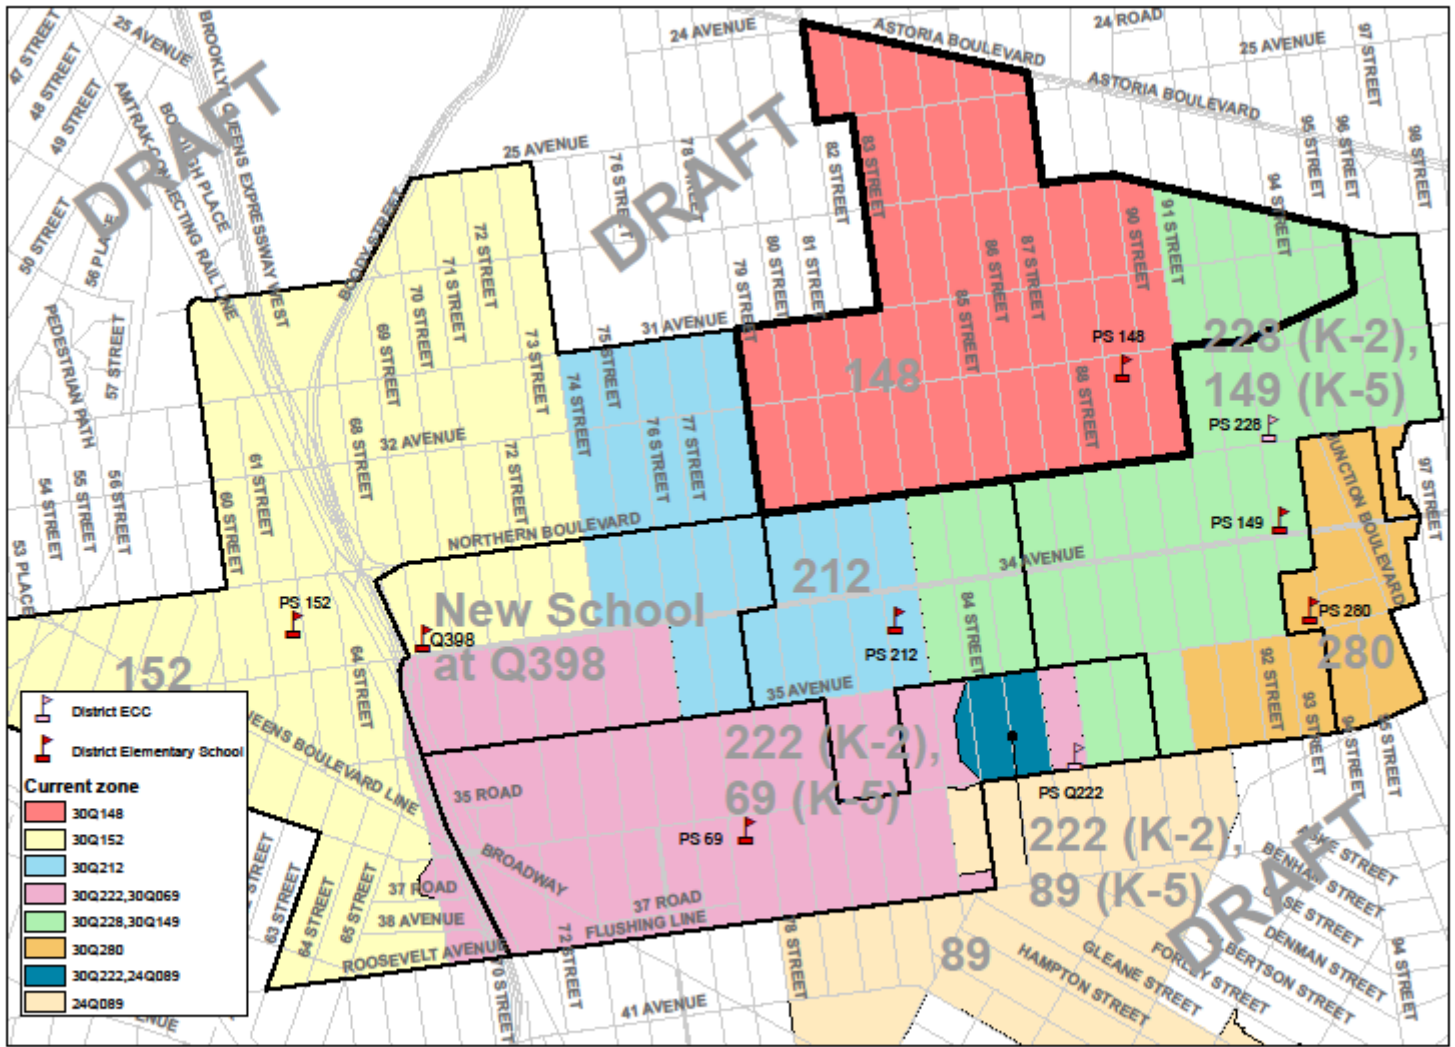 24 AVENUE
ASTORIA BOULEVARD
24 ROAD
25 AVENUE
97 STREET
47 STREET
25 AVENUE
48 STREET
49 STREET
AMTRAK-CONNECTING RAIL LINE
BROOKLYN QUEENS EXPRESSWAY WEST
ASTORIA BOULEVARD
DRAFT
DRAFT
95 STREET
96 STREET
98 STREET
25 AVENUE
76 STREET
82 STREET
83 STREET
50 STREET
56 PLACE
BOODY STREET
72 STREET
71 STREET
70 STREET
69 STREET
73 STREET
79 STREET
80 STREET
81 STREET
86 STREET
87 STREET
85 STREET
90 STREET
91 STREET
94 STREET
31 AVENUE
75 STREET
PEDESTRIAN PATH
57 STREET
PS 148
148
228 (K-2),
149 (K-5)
PS 228
88 STREET
74 STREET
76 STREET
77 STREET
68 STREET
32 AVENUE
72 STREET
61 STREET
60 STREET
54 STREET
55 STREET
56 STREET
53 PLACE
NORTHERN BOULEVARD
PS 149
JUNCTION BOULEVARD
97 STREET
34 AVENUE
212
PS 212
84 STREET
PS 280
280
PS 152
152
Q398
New School
at Q398
64 STREET
35 AVENUE
92 STREET
93 STREET
94 STREET
95 STREET
222 (K-2),
69 (K-5)
PS Q222
35 ROAD
PS 69
BROADWAY
222 (K-2),
89 (K-5)
DRAFT
37 ROAD
38 AVENUE
ROOSEVELT AVENUE
63 STREET
64 STREET
65 STREET
37 ROAD
FLUSHING LINE
70 STREET
72 STREET
78 STREET
41 AVENUE
89
HAMPTON STREET
GLEANE STREET
DENMAN STREET
94 STREET
District ECC
District Elementary School
Current zone
30Q148
30Q152
30Q212
30Q222,30Q069
30Q228,30Q149
30Q280
30Q222,24Q089
24Q089